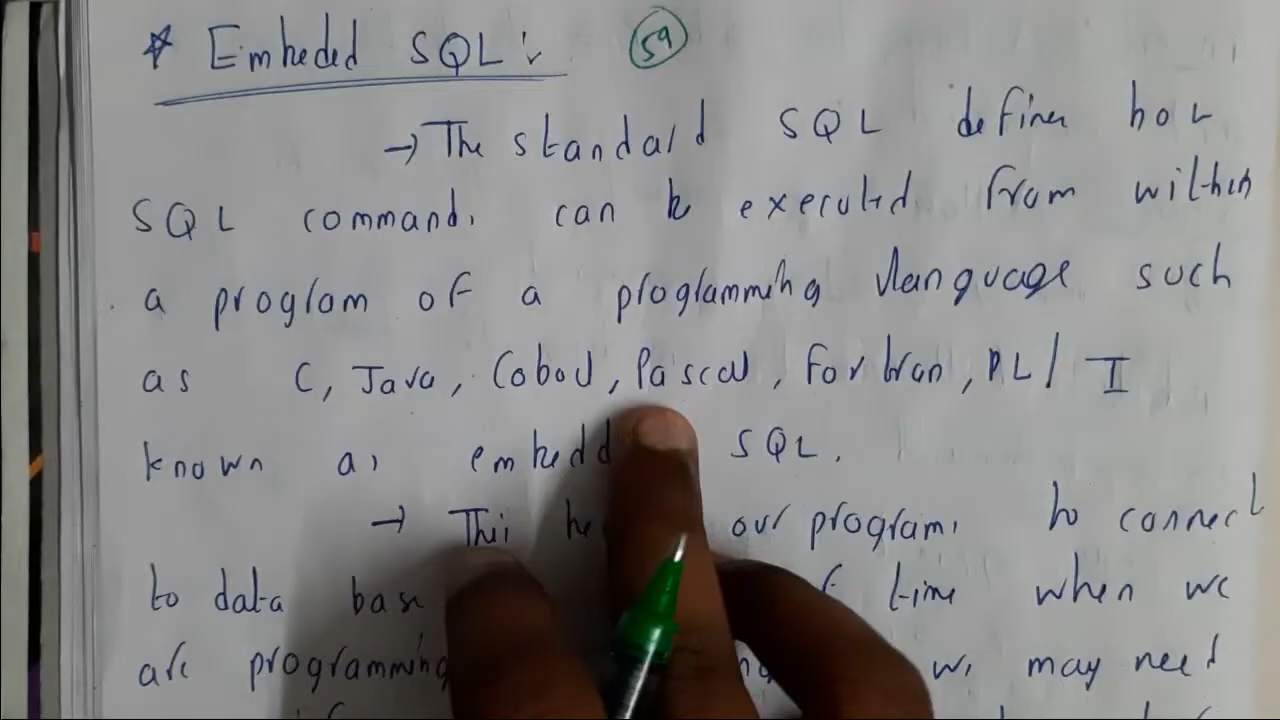 * Embeded SQL:- 59
→ The standard SQL defines how
SQL commands can be executed from within
a program of a programming language such
as C, Java, Cobol, Pascal, Fortran, PL/I
known as embedd SQL.
→ This he our programs to connect
to data base of time when we
are programming we may need